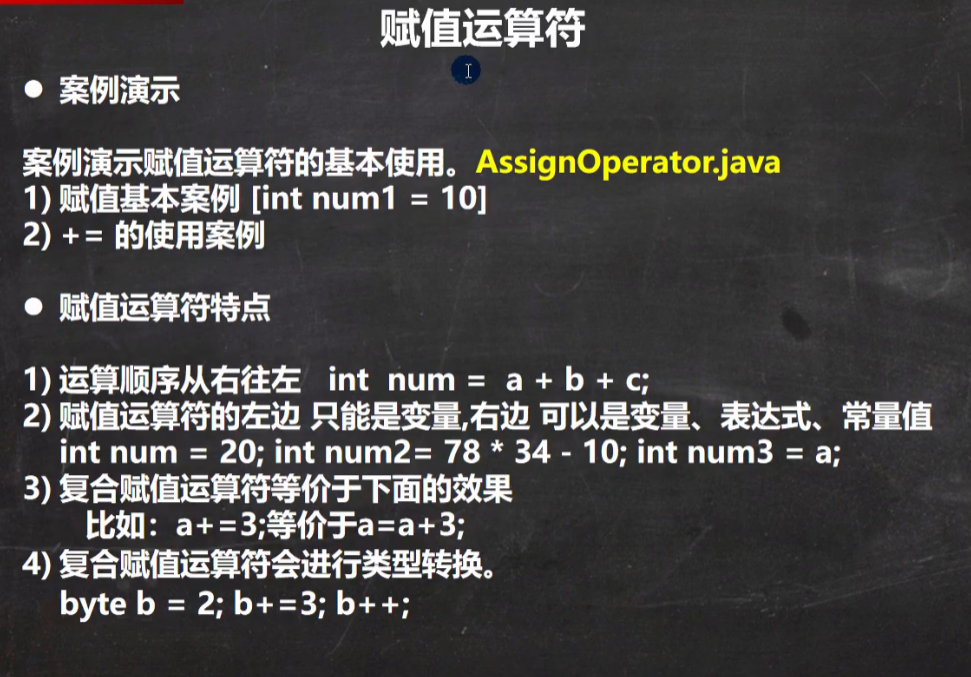 赋值运算符
● 案例演示
案例演示赋值运算符的基本使用。AssignOperator.java
1) 赋值基本案例 [int num1 = 10]
2) += 的使用案例
● 赋值运算符特点
1) 运算顺序从右往左 int num = a + b + c;
2) 赋值运算符的左边 只能是变量,右边 可以是变量、表达式、常量值
int num = 20; int num2= 78 * 34 - 10; int num3 = a;
3) 复合赋值运算符等价于下面的效果
比如：a+=3;等价于a=a+3;
4) 复合赋值运算符会进行类型转换。
byte b = 2; b+=3; b++;